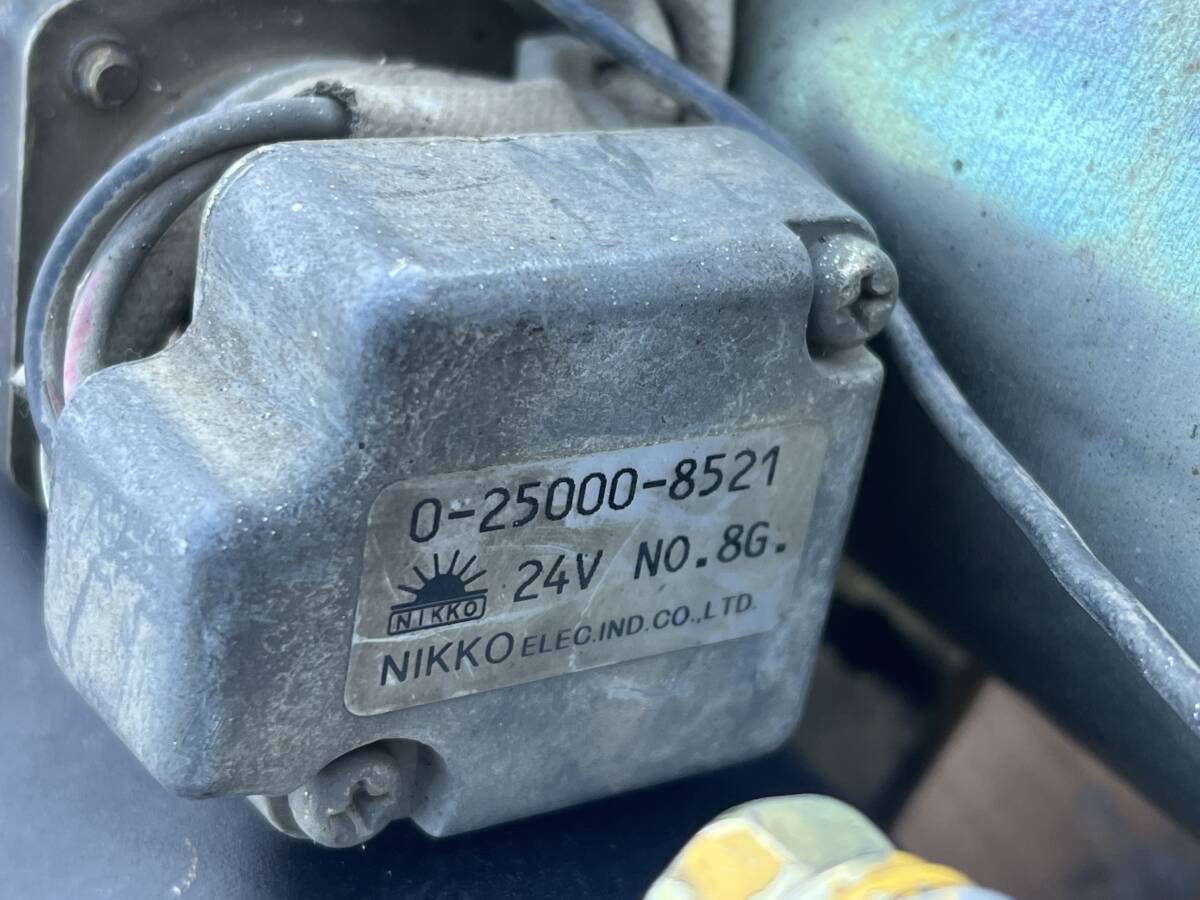 0-25000-8521
24V NO.8G.
NIKKO
NIKKO ELEC.IND.CO.,LTD.